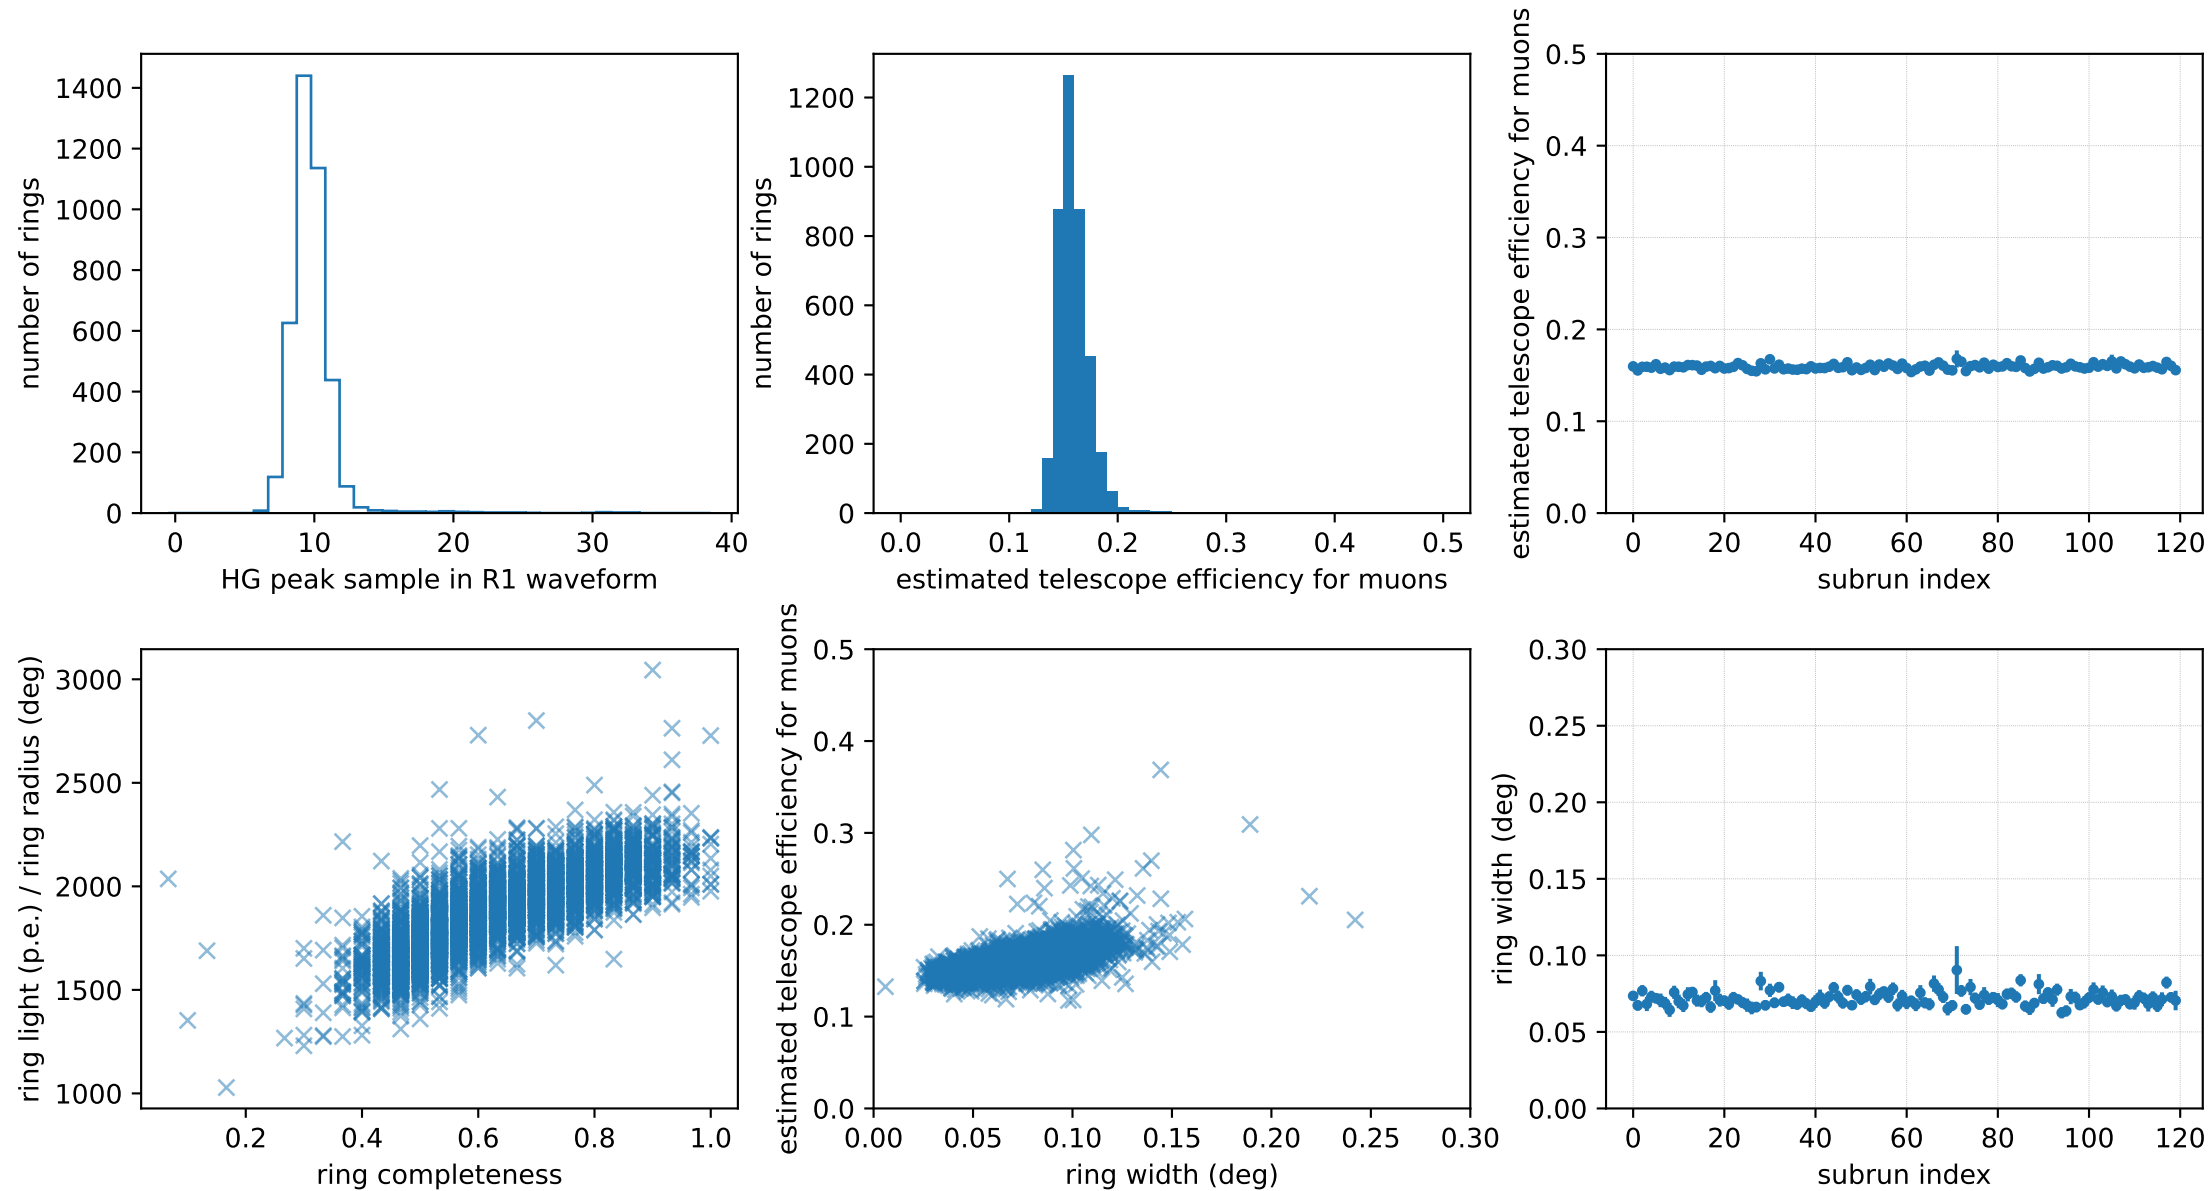 number of rings
1400
1200
1000
800
600
400
200
0
0 10 20 30 40
HG peak sample in R1 waveform
number of rings
1200
1000
800
600
400
200
0
0.0 0.1 0.2 0.3 0.4 0.5
estimated telescope efficiency for muons
estimated telescope efficiency for muons
0.5
0.4
0.3
0.2
0.1
0.0
0 20 40 60 80 100 120
subrun index
ring light (p.e.) / ring radius (deg)
3000
2500
2000
1500
1000
0.2 0.4 0.6 0.8 1.0
ring completeness
estimated telescope efficiency for muons
0.5
0.4
0.3
0.2
0.1
0.0
0.00 0.05 0.10 0.15 0.20 0.25 0.30
ring width (deg)
ring width (deg)
0.30
0.25
0.20
0.15
0.10
0.05
0.00
0 20 40 60 80 100 120
subrun index